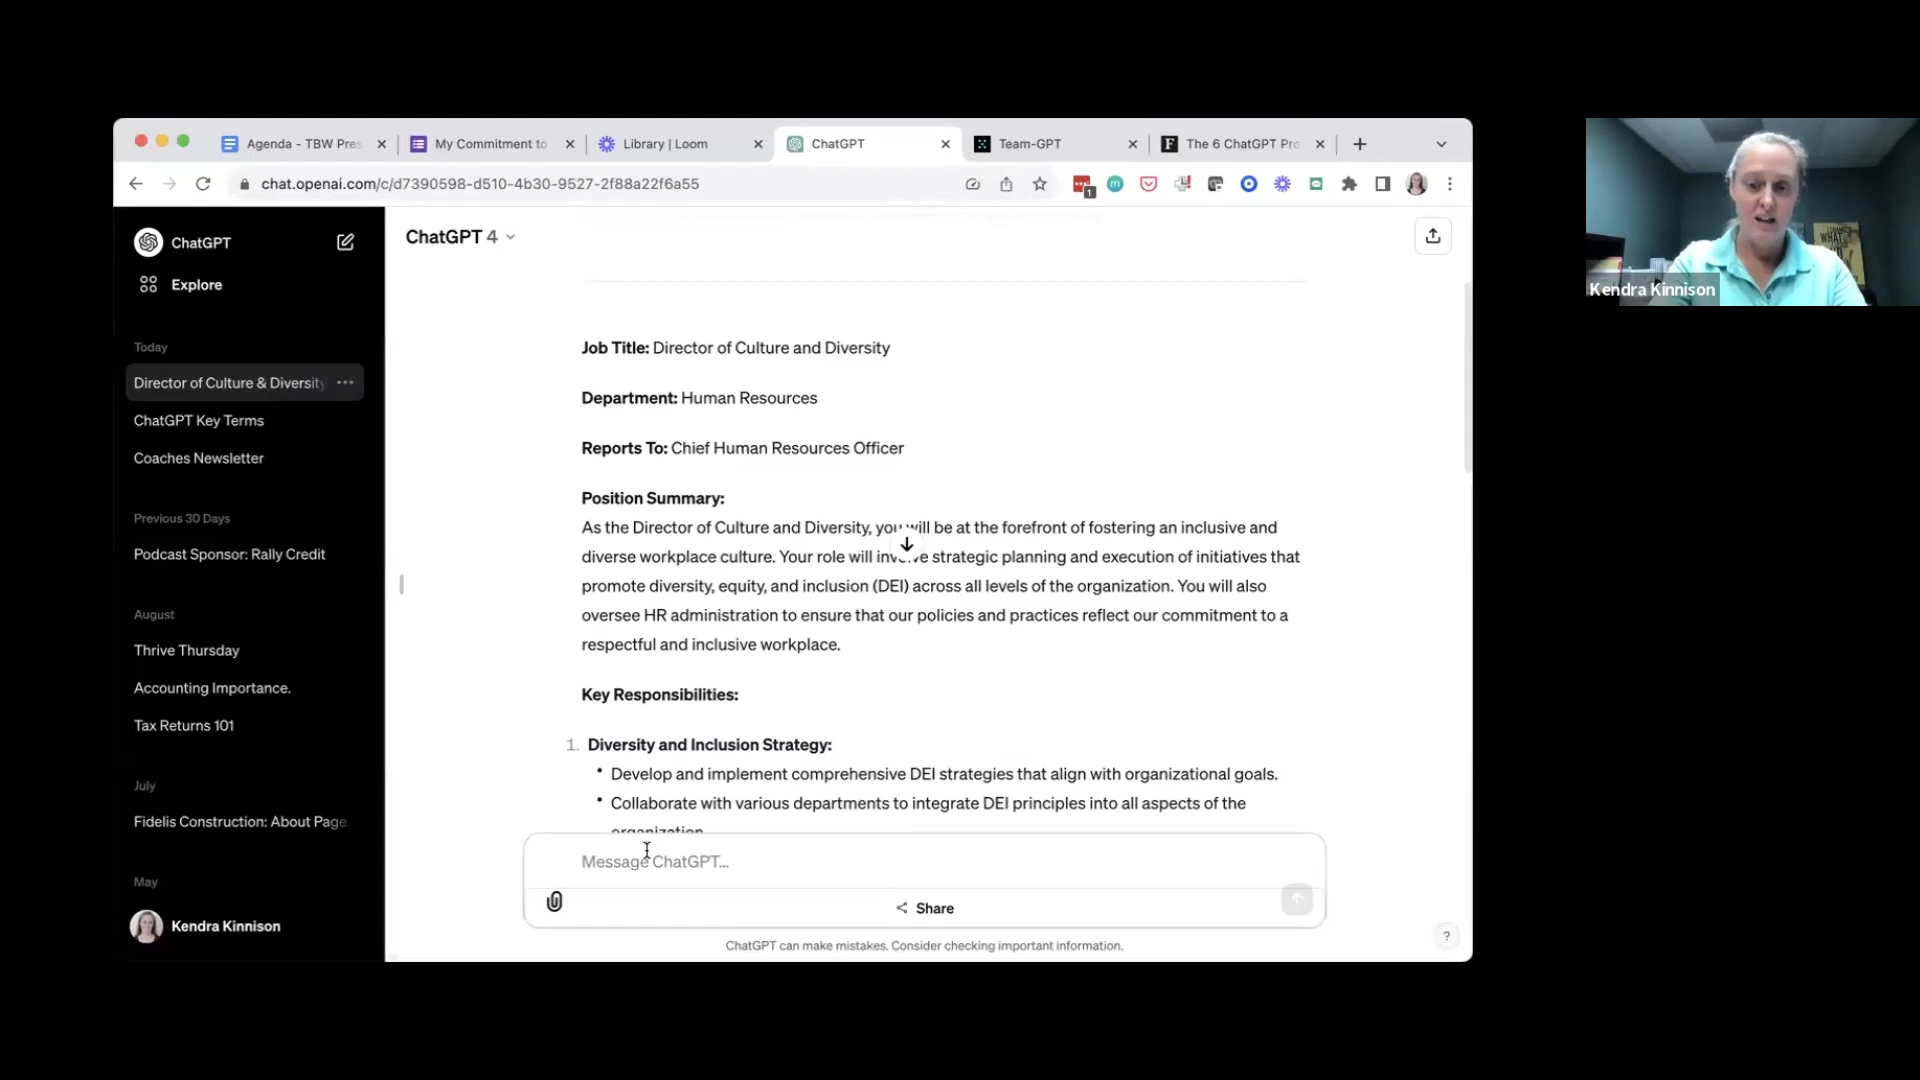 Agenda - TBW Pres
My Commitment to
Library | Loom
ChatGPT
Team-GPT
The 6 ChatGPT Pro
chat.openai.com/c/d7390598-d510-4b30-9527-2f88a22f6a55
1
ChatGPT
Explore
Today
Director of Culture & Diversity
ChatGPT Key Terms
Coaches Newsletter
Previous 30 Days
Podcast Sponsor: Rally Credit
August
Thrive Thursday
Accounting Importance.
Tax Returns 101
July
Fidelis Construction: About Page
May
Kendra Kinnison
ChatGPT 4
Job Title: Director of Culture and Diversity
Department: Human Resources
Reports To: Chief Human Resources Officer
Position Summary:
As the Director of Culture and Diversity, you will be at the forefront of fostering an inclusive and
diverse workplace culture. Your role will involve strategic planning and execution of initiatives that
promote diversity, equity, and inclusion (DEI) across all levels of the organization. You will also
oversee HR administration to ensure that our policies and practices reflect our commitment to a
respectful and inclusive workplace.
Key Responsibilities:
1. Diversity and Inclusion Strategy:
• Develop and implement comprehensive DEI strategies that align with organizational goals.
• Collaborate with various departments to integrate DEI principles into all aspects of the
organization.
Message ChatGPT...
Share
ChatGPT can make mistakes. Consider checking important information.
?
Kendra Kinnison